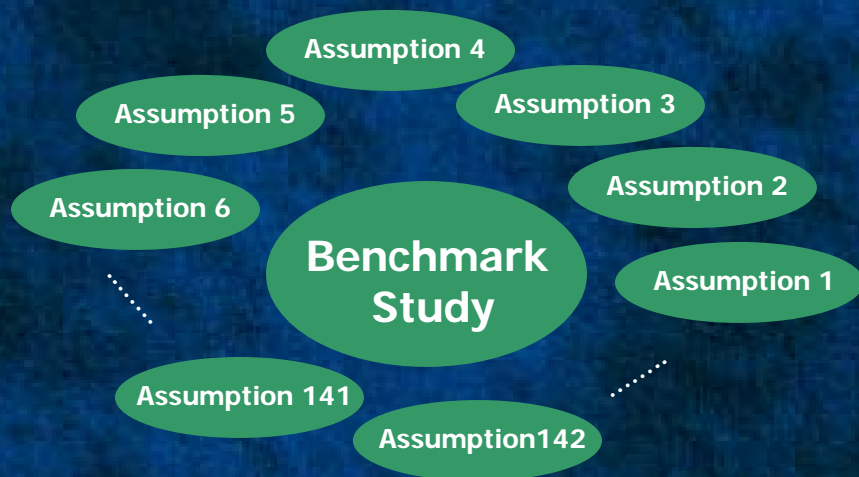 Assumption 4
Assumption 3
Assumption 5
Assumption 2
Assumption 6
Benchmark
Study
Assumption 1
Assumption 141
Assumption142